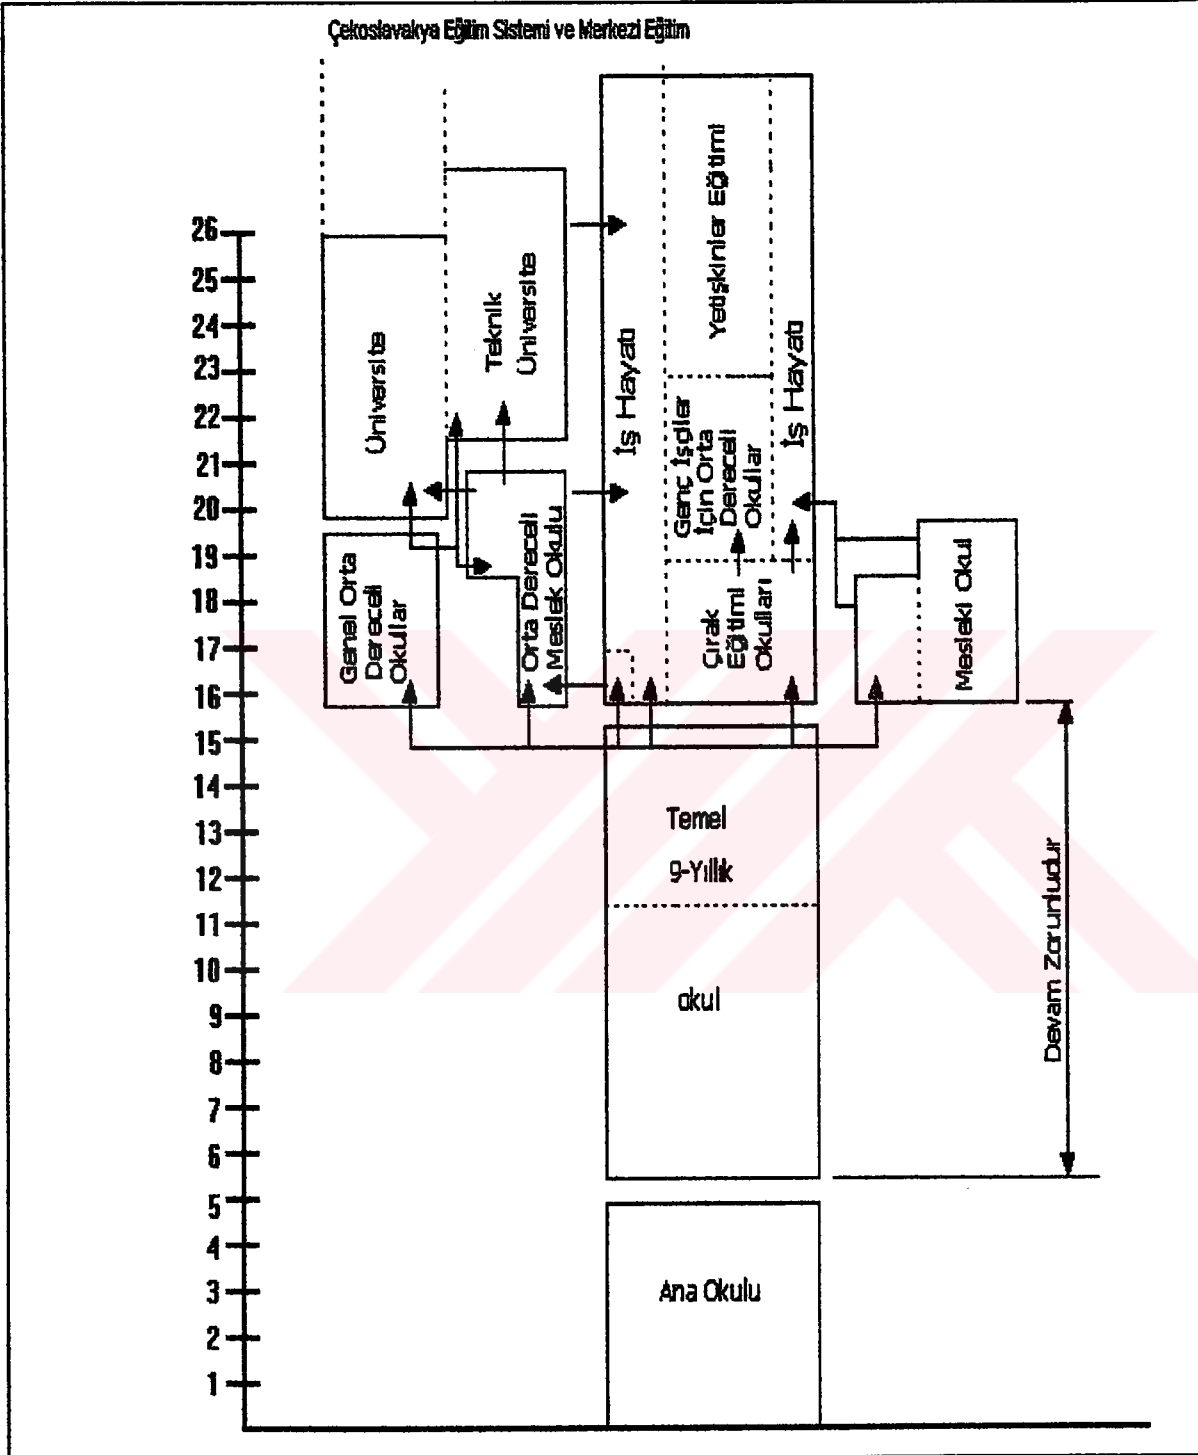 Çekoslavakya Eğitim Sistemi ve Merkezi Eğitim
26
25
24
23
22
21
20
19
18
17
16
15
14
13
12
11
10
9
8
7
6
5
4
3
2
1
Üniversite
Teknik
Üniversite
Genel Orta
Dereceli
Okullar
Orta Dereceli
Meslek Okulu
İş Hayatı
Yetişkinler Eğitimi
Genç İşçiler
İçin Orta
Dereceli
Okullar
İş Hayatı
Çırak
Eğitimi
Okulları
Mesleki Okul
Temel
9-Yıllık
okul
Devam Zorunludur
Ana Okulu